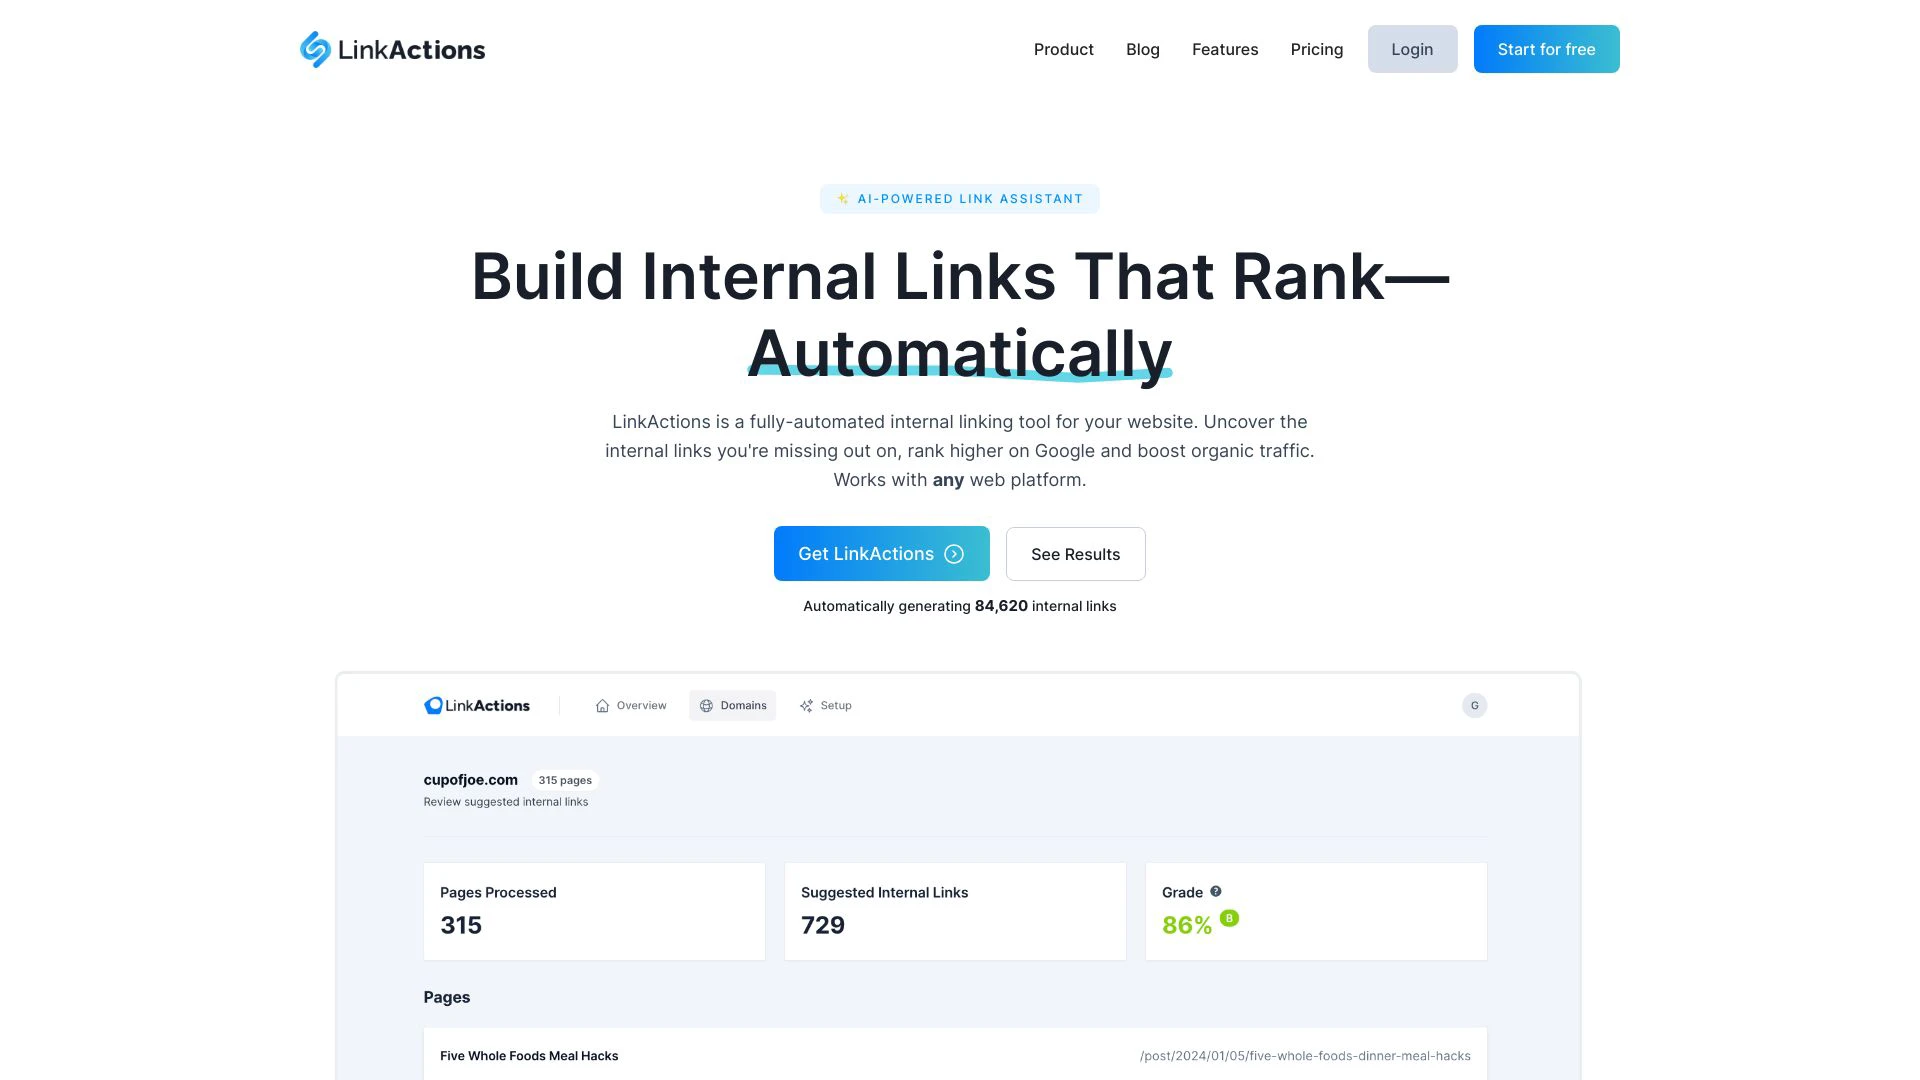 LinkActions
Product
Blog
Features
Pricing
Login
Start for free
AI-POWERED LINK ASSISTANT
Build Internal Links That Rank—
Automatically
LinkActions is a fully-automated internal linking tool for your website. Uncover the
internal links you're missing out on, rank higher on Google and boost organic traffic.
Works with any web platform.
Get LinkActions
See Results
Automatically generating 84,620 internal links
LinkActions
Overview
Domains
Setup
G
cupofjoe.com
315 pages
Review suggested internal links
Pages Processed
315
Suggested Internal Links
729
Grade ?
86% B
Pages
Five Whole Foods Meal Hacks
/post/2024/01/05/five-whole-foods-dinner-meal-hacks